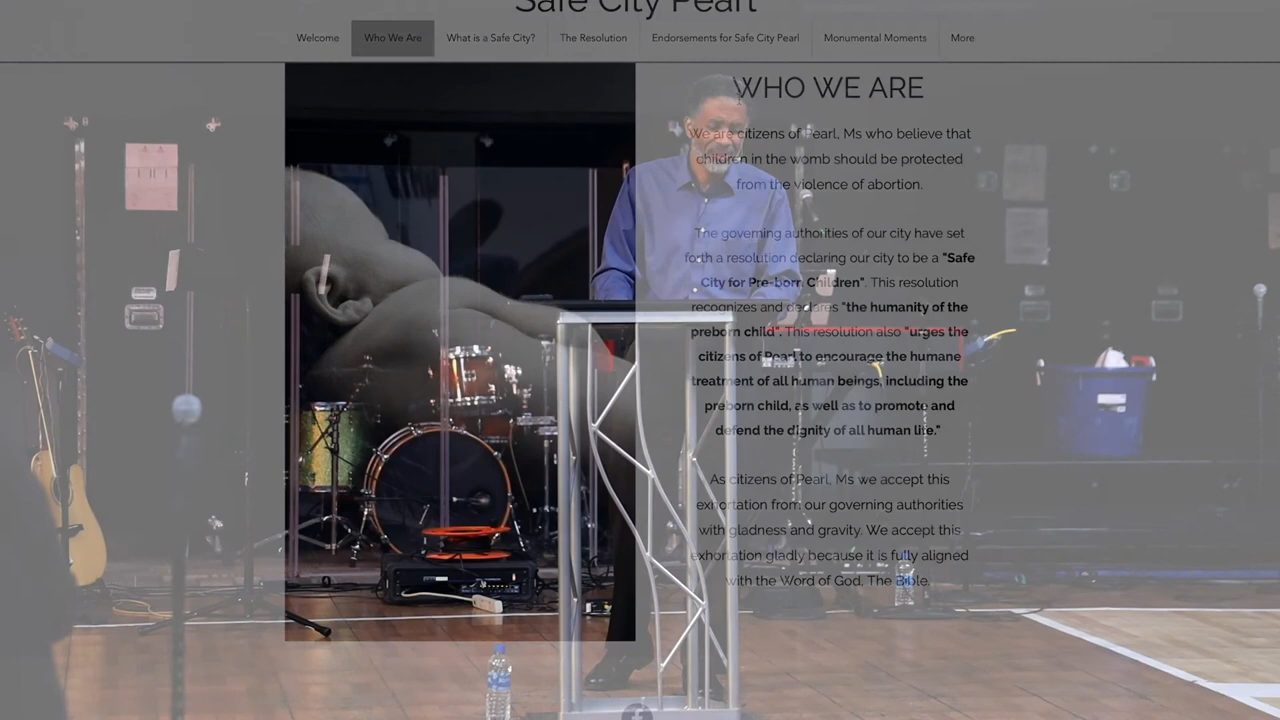 Safe City Pearl
Welcome
Who We Are
What is a Safe City?
The Resolution
Endorsements for Safe City Pearl
Monumental Moments
More
WHO WE ARE
We are citizens of Pearl, Ms who believe that
children in the womb should be protected
from the violence of abortion.
The governing authorities of our city have set
forth a resolution declaring our city to be a "Safe
City for Pre-born Children". This resolution
recognizes and declares "the humanity of the
preborn child". This resolution also "urges the
citizens of Pearl to encourage the humane
treatment of all human beings, including the
preborn child, as well as to promote and
defend the dignity of all human life."
As citizens of Pearl, Ms we accept this
exhortation from our governing authorities
with gladness and gravity. We accept this
exhortation gladly because it is fully aligned
with the Word of God, The Bible.